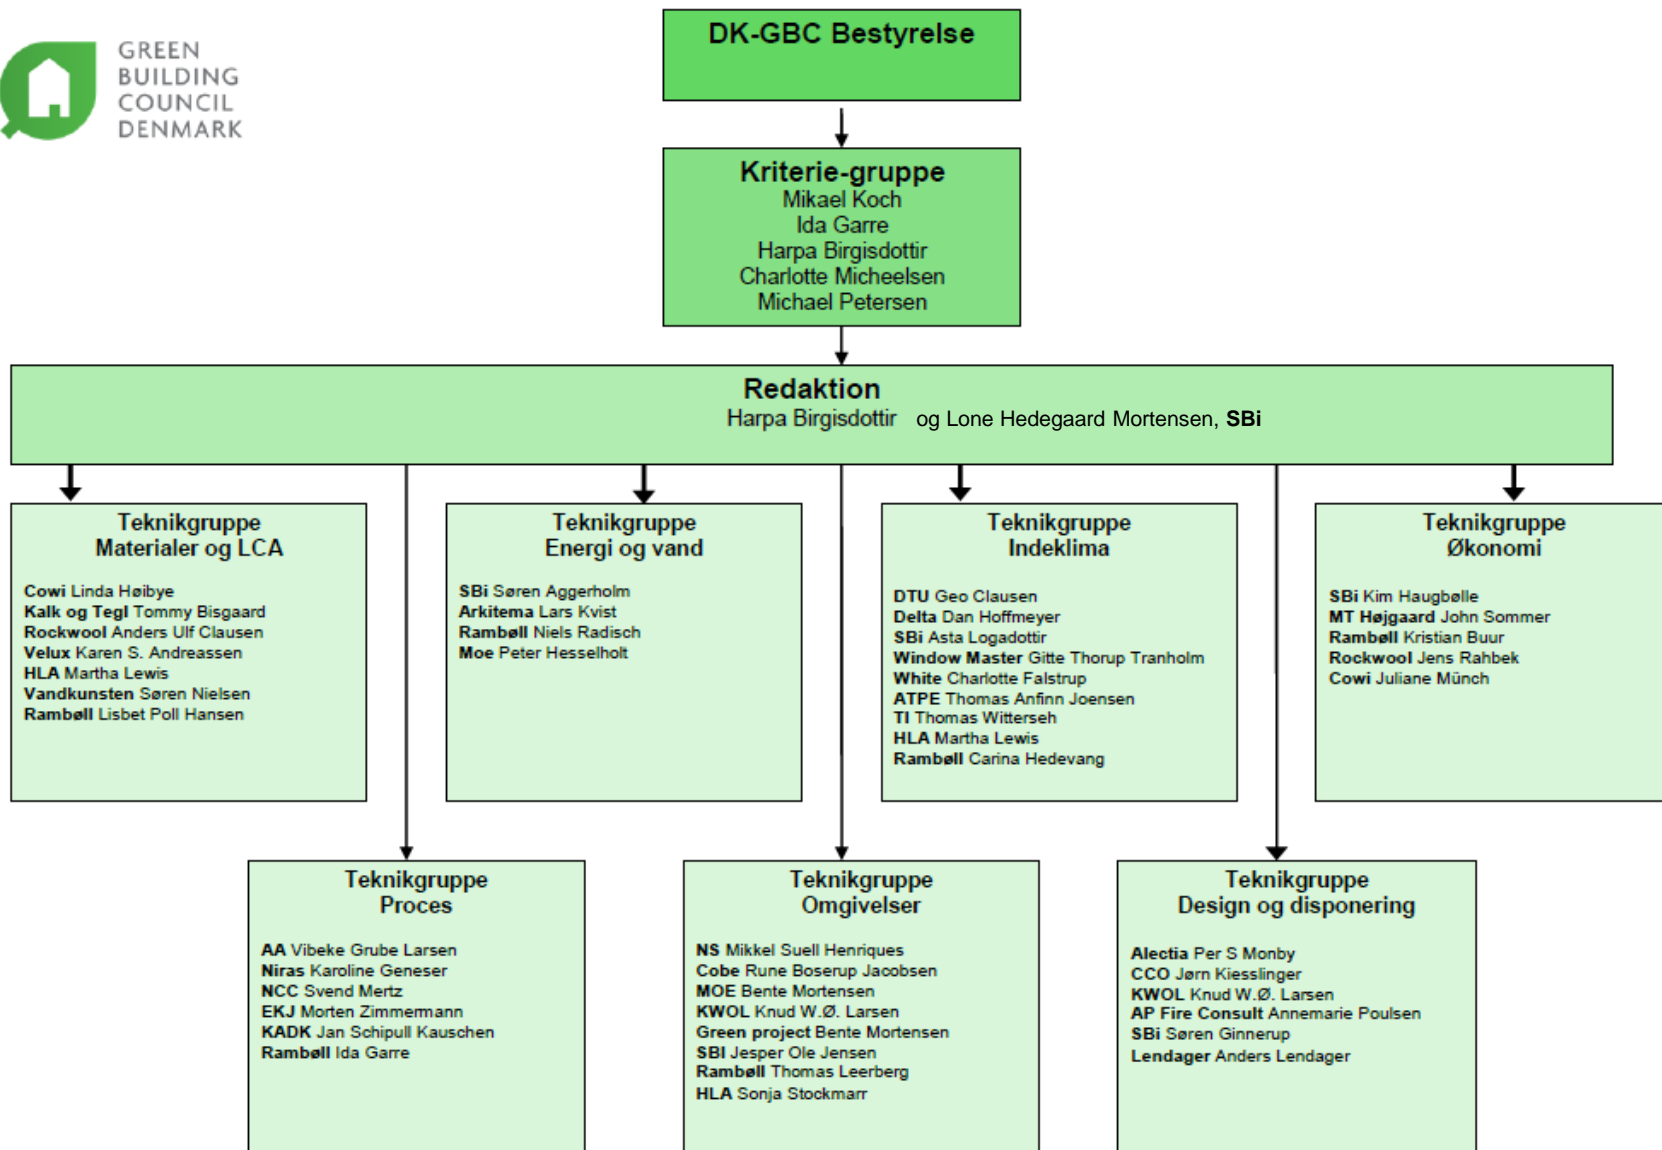 GREEN
BUILDING
COUNCIL
DENMARK
DK-GBC Bestyrelse
Kriterie-gruppe
Mikael Koch
Ida Garre
Harpa Birgisdottir
Charlotte Micheelsen
Michael Petersen
Redaktion
Harpa Birgisdottir og Lone Hedegaard Mortensen, SBi
Teknikgruppe
Materialer og LCA
Cowi Linda Høibye
Kalk og Tegl Tommy Bisgaard
Rockwool Anders Ulf Clausen
Velux Karen S. Andreassen
HLA Martha Lewis
Vandkunsten Søren Nielsen
Rambøll Lisbet Poll Hansen
Teknikgruppe
Energi og vand
SBi Søren Aggerholm
Arkitema Lars Kvist
Rambøll Niels Radisch
Moe Peter Hesselholt
Teknikgruppe
Indeklima
DTU Geo Clausen
Delta Dan Hoffmeyer
SBi Asta Logadottir
Window Master Gitte Thorup Tranholm
White Charlotte Falstrup
ATPE Thomas Anfinn Joensen
TI Thomas Witterseh
HLA Martha Lewis
Rambøll Carina Hedevang
Teknikgruppe
Økonomi
SBi Kim Haugbølle
MT Højgaard John Sommer
Rambøll Kristian Buur
Rockwool Jens Rahbek
Cowi Juliane Münch
Teknikgruppe
Proces
AA Vibeke Grube Larsen
Niras Karoline Geneser
NCC Svend Mertz
EKJ Morten Zimmermann
KADK Jan Schipull Kauschen
Rambøll Ida Garre
Teknikgruppe
Omgivelser
NS Mikkel Suell Henriques
Cobe Rune Boserup Jacobsen
MOE Bente Mortensen
KWOL Knud W.Ø. Larsen
Green project Bente Mortensen
SBI Jesper Ole Jensen
Rambøll Thomas Leerberg
HLA Sonja Stockmarr
Teknikgruppe
Design og disponering
Alectia Per S Monby
CCO Jørn Kiesslinger
KWOL Knud W.Ø. Larsen
AP Fire Consult Annemarie Poulsen
SBi Søren Ginnerup
Lendager Anders Lendager